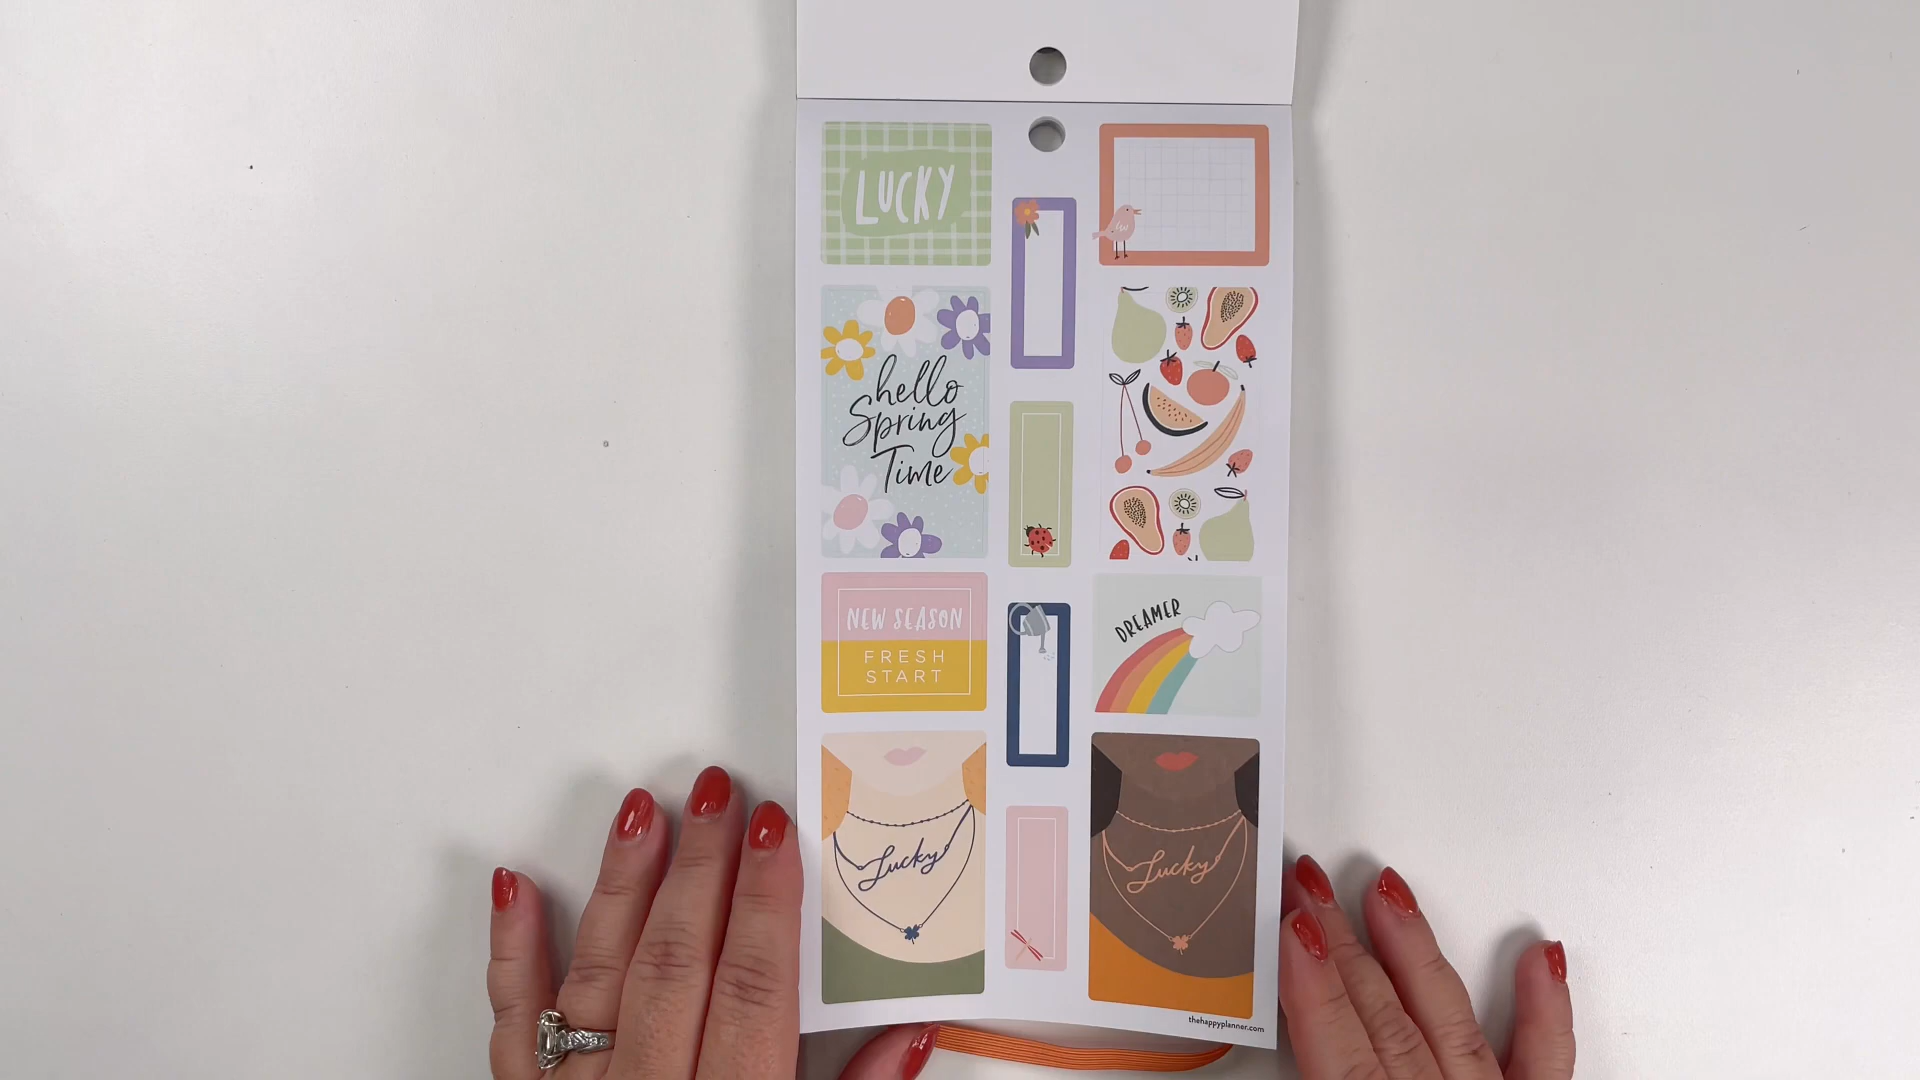 LUCKY
hello
Spring
Time
NEW SEASON
FRESH
START
DREAMER
Lucky
Lucky
thehappyplanner.com